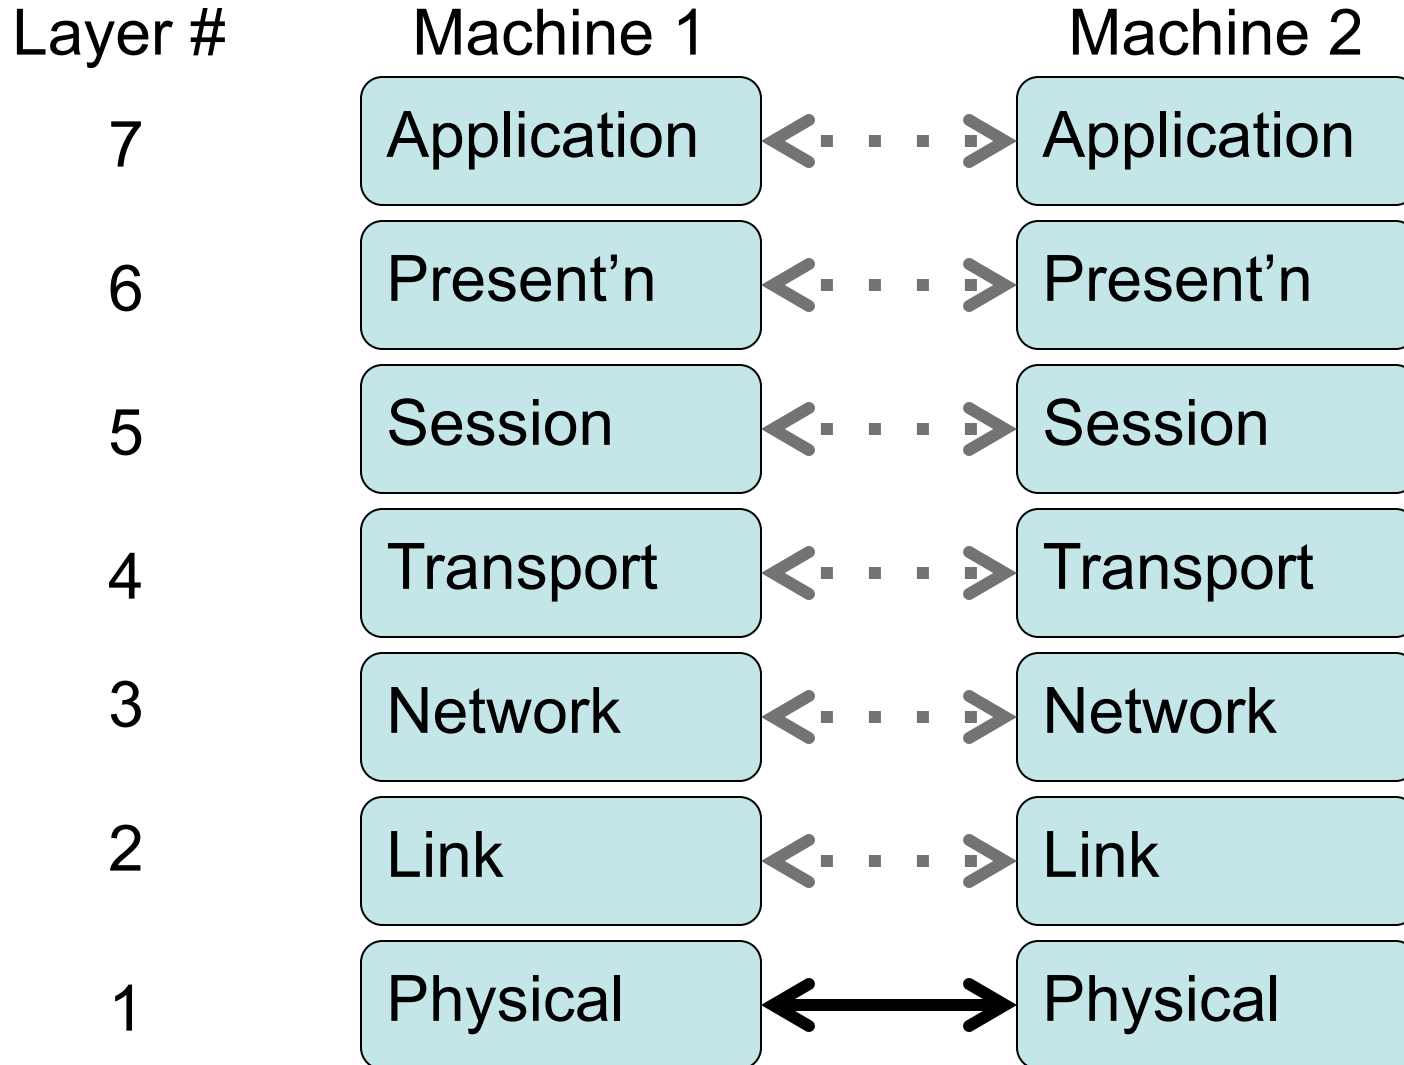 Layer # Machine 1 Machine 2
7 Application Application
6 Present’n Present’n
5 Session Session
4 Transport Transport
3 Network Network
2 Link Link
1 Physical Physical